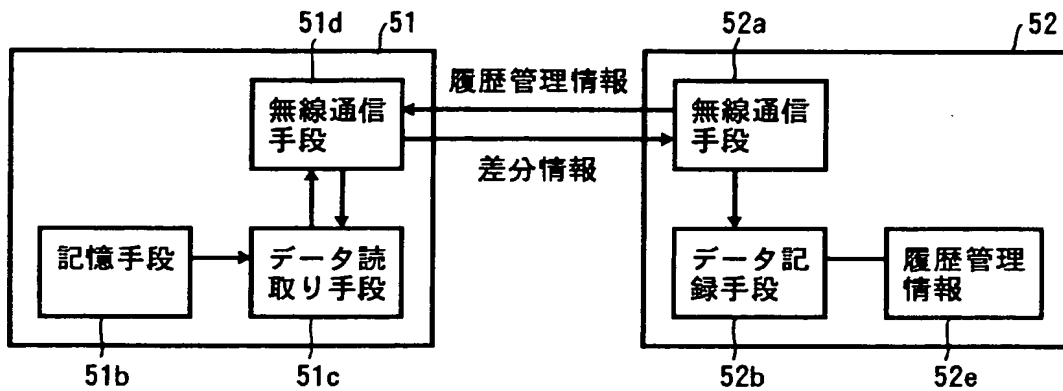 51d
51
52a
52
無線通信
手段
履歴管理情報
差分情報
無線通信
手段
記憶手段
データ読
取り手段
データ記
録手段
履歴管理
情報
51b
51c
52b
52e